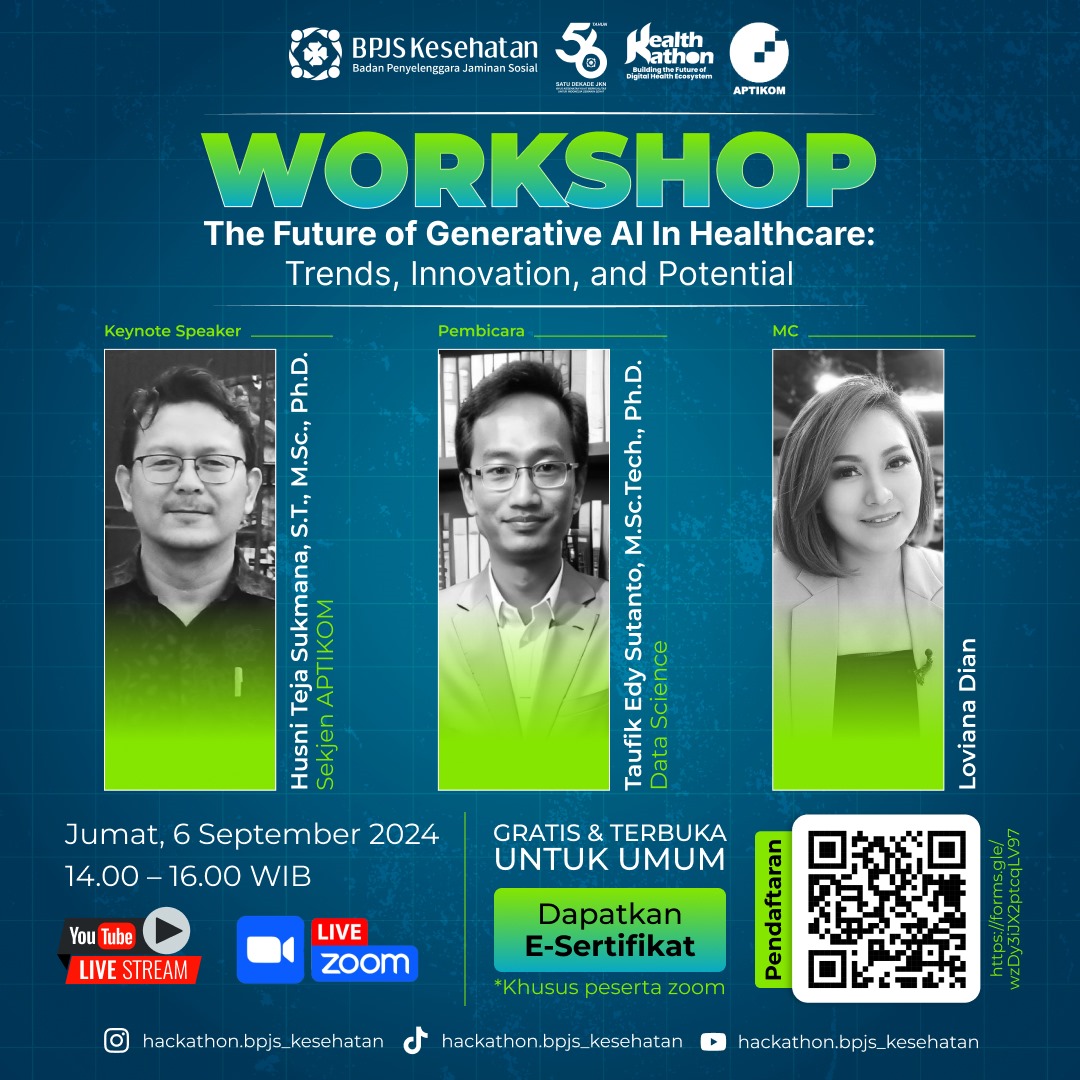 BPJS Kesehatan
Badan Penyelenggara Jaminan Sosial
56 TAHUN
SATU DEKADE JKN
Health
Kathon
Building the Future of
Digital Health Ecosystem
APTIKOM
WORKSHOP
The Future of Generative AI In Healthcare:
Trends, Innovation, and Potential
Keynote Speaker
Husni Teja Sukmana, S.T., M.Sc., Ph.D.
Sekjen APTIKOM
Pembicara
Taufik Edy Sutanto, M.Sc.Tech., Ph.D.
Data Science
MC
Loviana Dian
Jumat, 6 September 2024
14.00 – 16.00 WIB
YouTube
LIVE STREAM
LIVE
zoom
GRATIS & TERBUKA
UNTUK UMUM
Dapatkan
E-Sertifikat
*Khusus peserta zoom
Pendaftaran
https://forms.gle/
wzDy3iJX2ptcqLV97
hackathon.bpjs_kesehatan
hackathon.bpjs_kesehatan
hackathon.bpjs_kesehatan